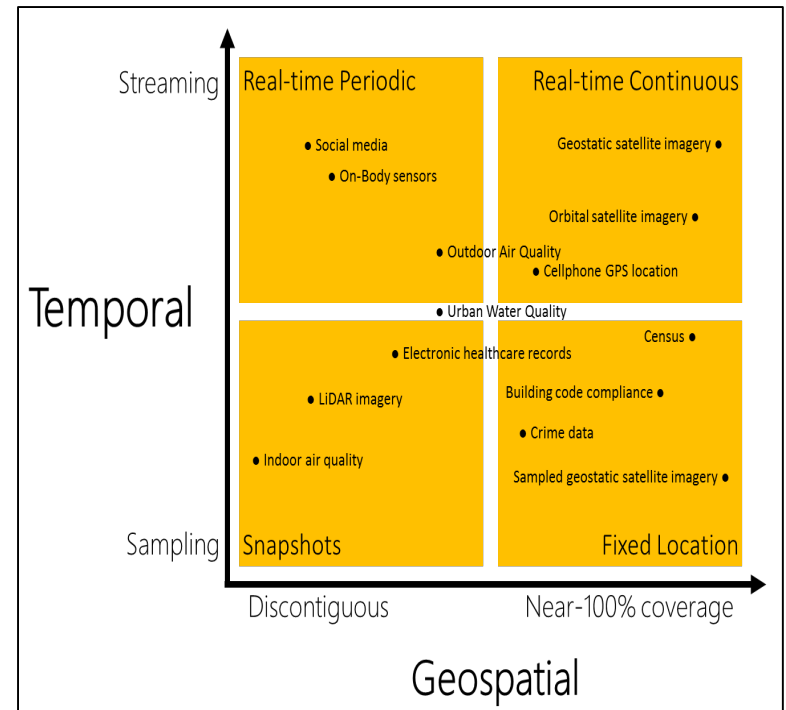 Streaming
Real-time Periodic
Real-time Continuous
● Social media
Geostatic satellite imagery ●
● On-Body sensors
Orbital satellite imagery ●
● Outdoor Air Quality
● Cellphone GPS location
Temporal
● Urban Water Quality
Census ●
● Electronic healthcare records
Building code compliance ●
● LiDAR imagery
● Crime data
● Indoor air quality
Sampled geostatic satellite imagery ●
Sampling
Snapshots
Fixed Location
Discontiguous
Near-100% coverage
Geospatial